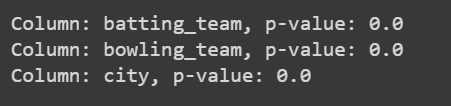 Column: batting_team, p-value: 0.0
Column: bowling_team, p-value: 0.0
Column: city, p-value: 0.0